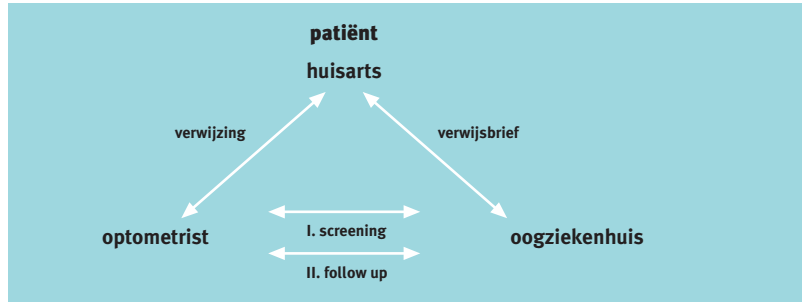 patiënt
huisarts
verwijzing
verwijsbrief
optometrist
I. screening
oogziekenhuis
II. follow up